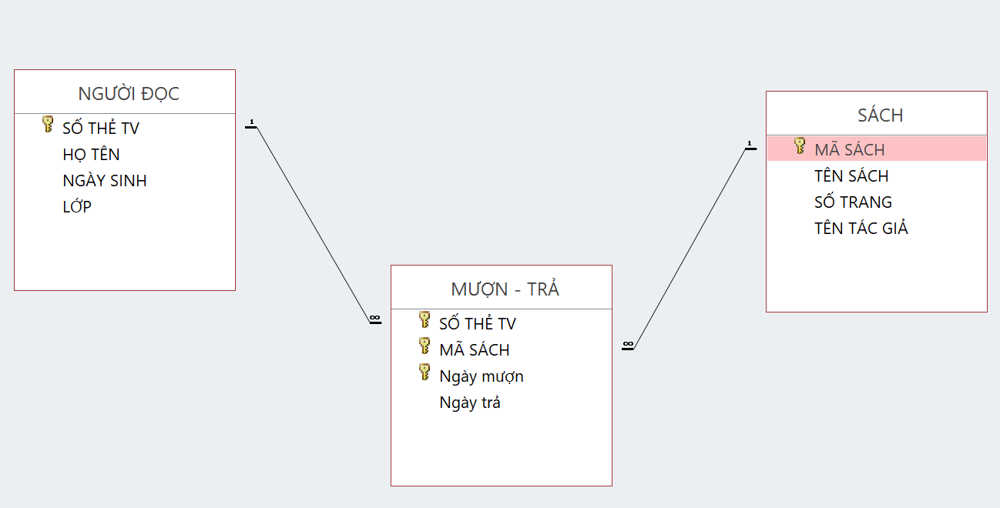 NGƯỜI ĐỌC
SỐ THẺ TV
HỌ TÊN
NGÀY SINH
LỚP
1
∞
MƯỢN - TRẢ
SỐ THẺ TV
MÃ SÁCH
Ngày mượn
Ngày trả
∞
1
SÁCH
MÃ SÁCH
TÊN SÁCH
SỐ TRANG
TÊN TÁC GIẢ